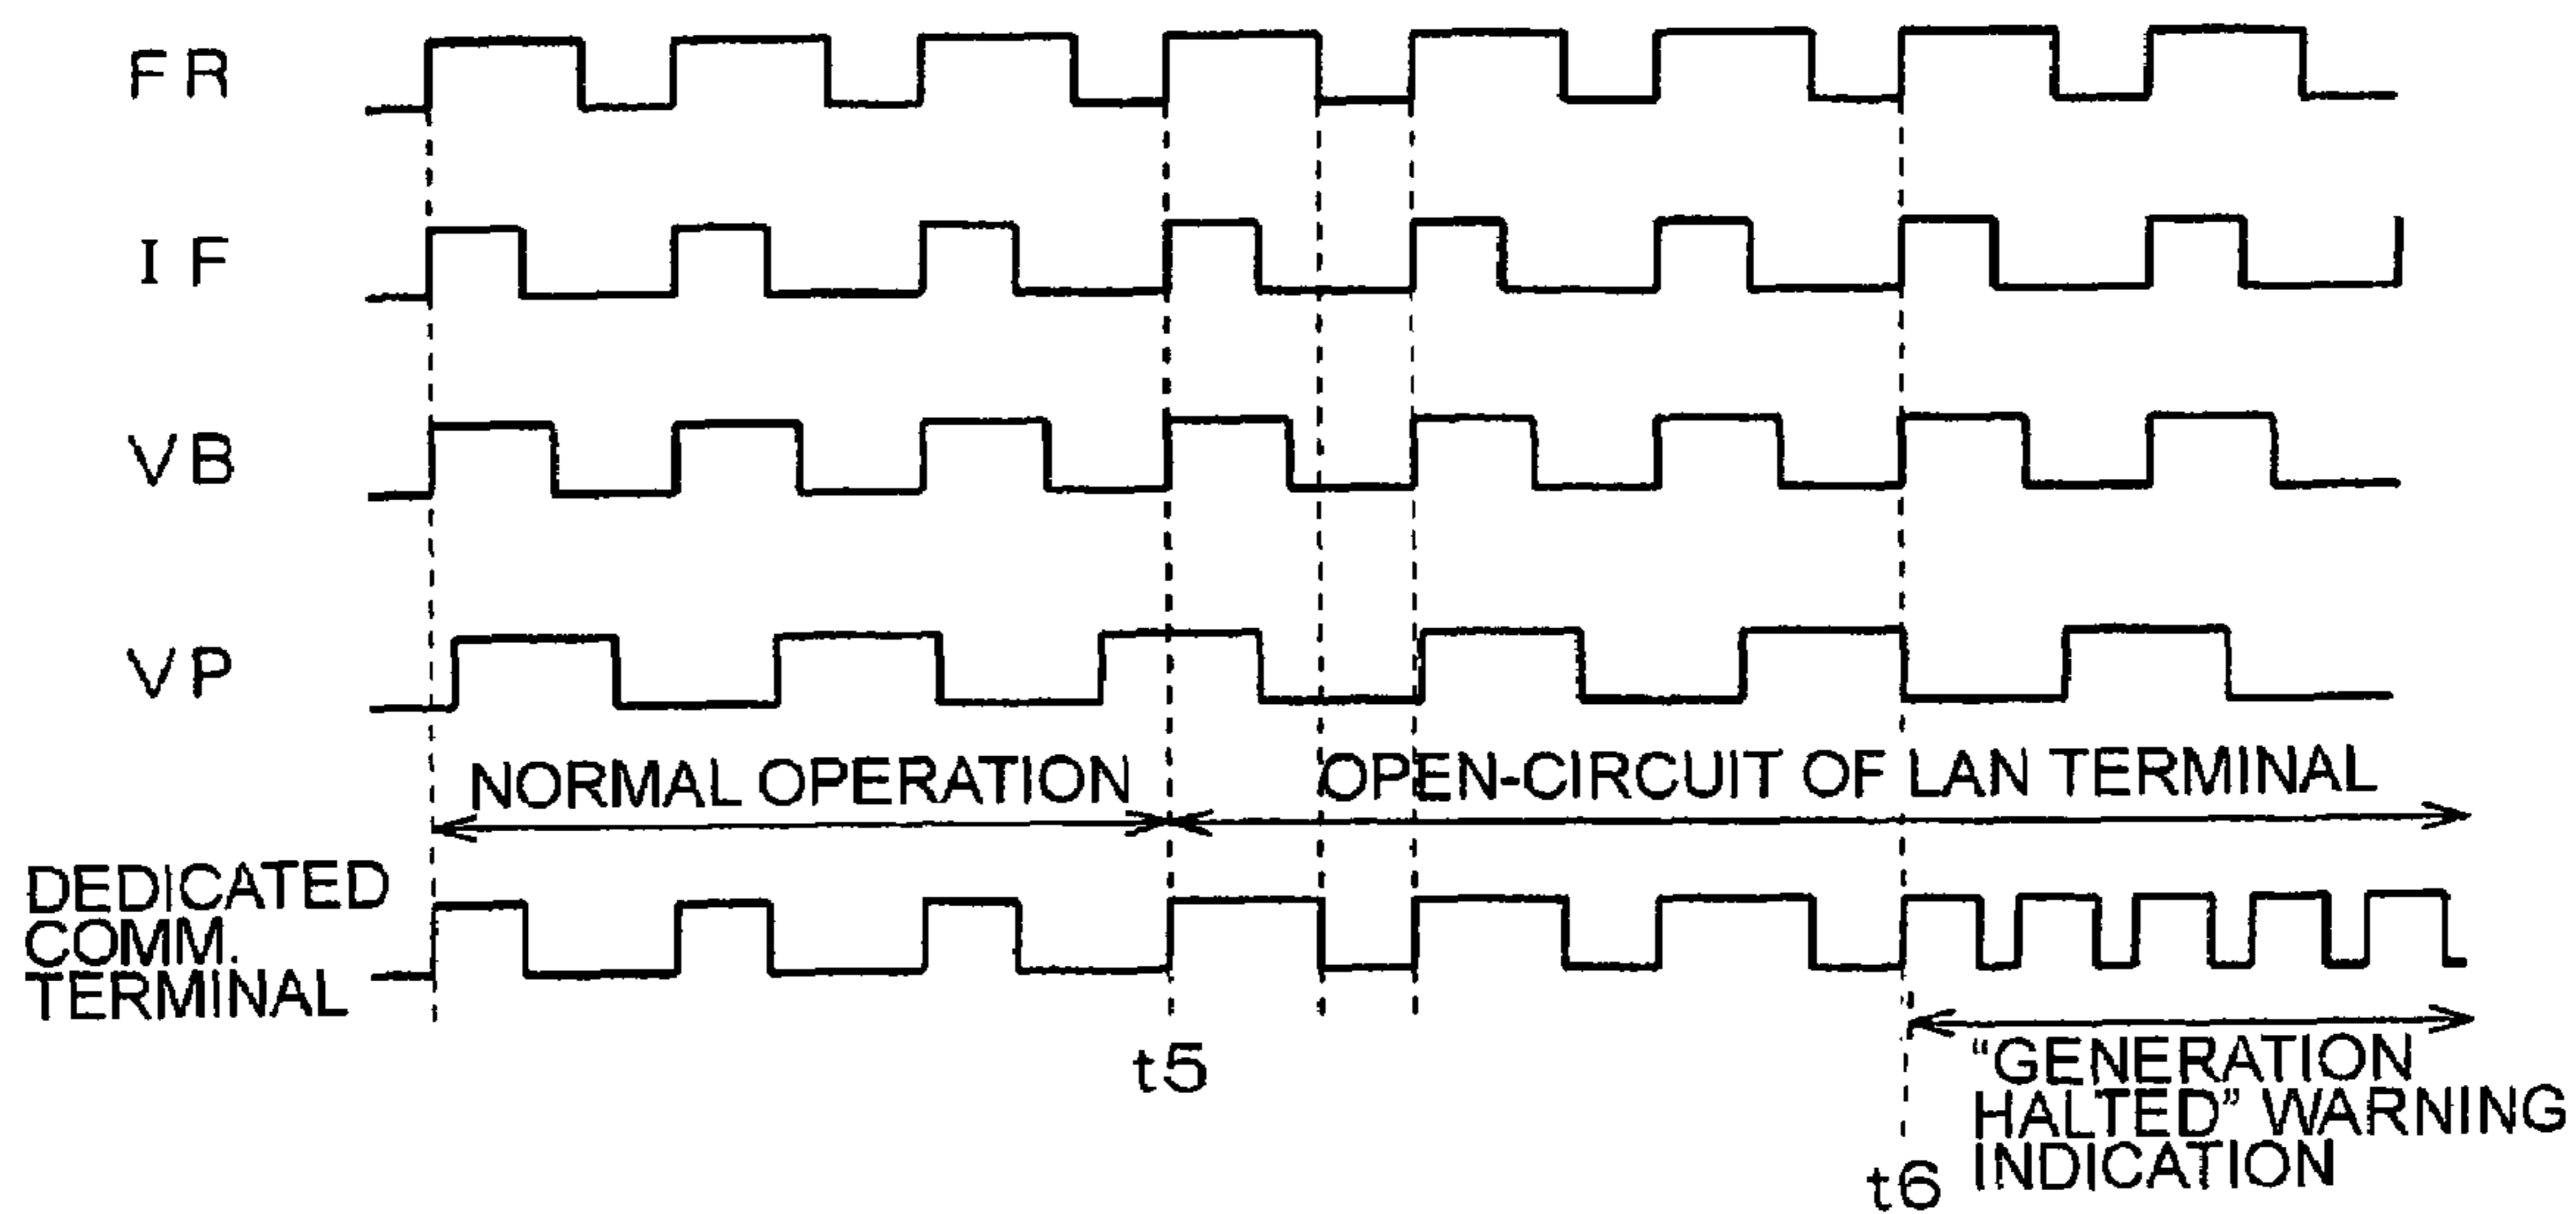 FR
IF
VB
VP
NORMAL OPERATION
OPEN-CIRCUIT OF LAN TERMINAL
DEDICATED
COMM.
TERMINAL
t5
“GENERATION
HALTED” WARNING
INDICATION
t6